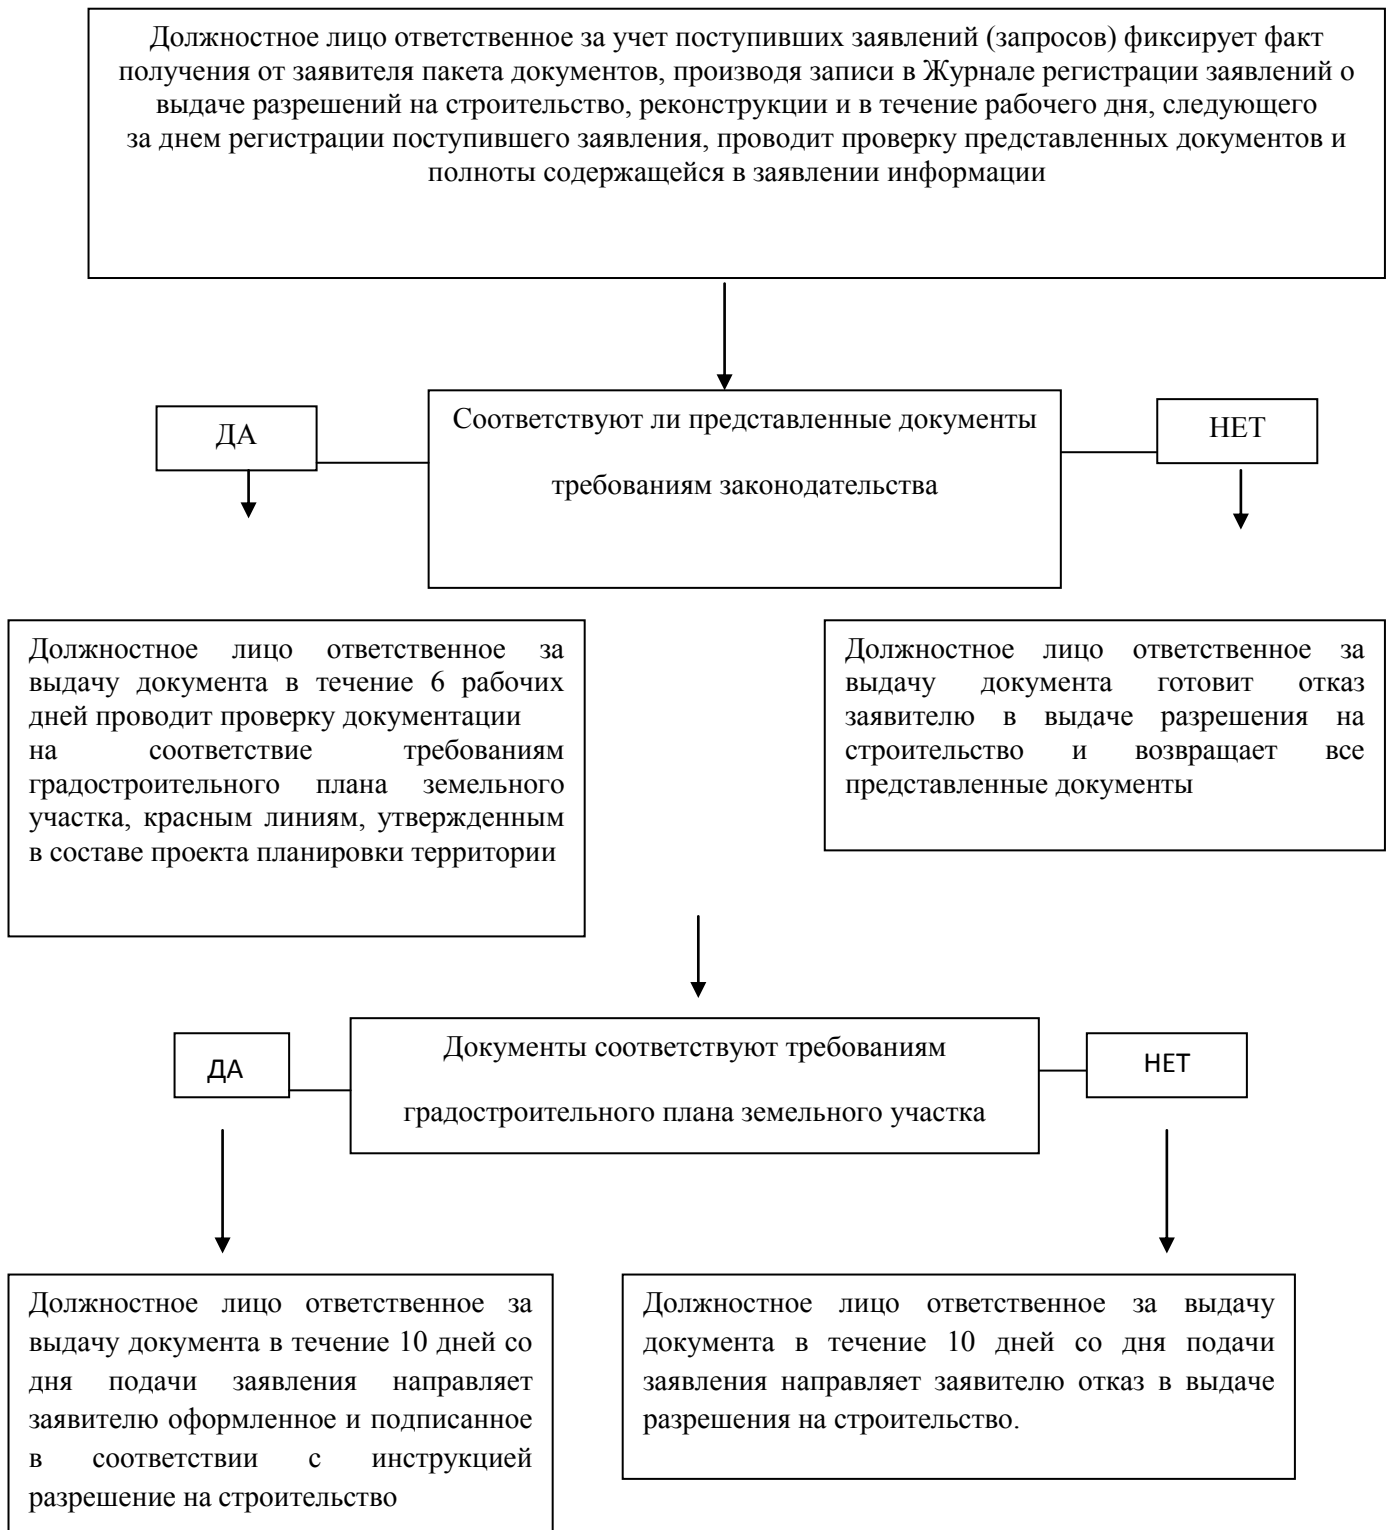 Должностное лицо ответственное за учет поступивших заявлений (запросов) фиксирует факт
получения от заявителя пакета документов, производя записи в Журнале регистрации заявлений о
выдаче разрешений на строительство, реконструкции и в течение рабочего дня, следующего
за днем регистрации поступившего заявления, проводит проверку представленных документов и
полноты содержащейся в заявлении информации
ДА
Соответствуют ли представленные документы
требованиям законодательства
НЕТ
Должностное лицо ответственное за
выдачу документа в течение 6 рабочих
дней проводит проверку документации
на соответствие требованиям
градостроительного плана земельного
участка, красным линиям, утвержденным
в составе проекта планировки территории
Должностное лицо ответственное за
выдачу документа готовит отказ
заявителю в выдаче разрешения на
строительство и возвращает все
представленные документы
ДА
Документы соответствуют требованиям
градостроительного плана земельного участка
НЕТ
Должностное лицо ответственное за
выдачу документа в течение 10 дней со
дня подачи заявления направляет
заявителю оформленное и подписанное
в соответствии с инструкцией
разрешение на строительство
Должностное лицо ответственное за выдачу
документа в течение 10 дней со дня подачи
заявления направляет заявителю отказ в выдаче
разрешения на строительство.